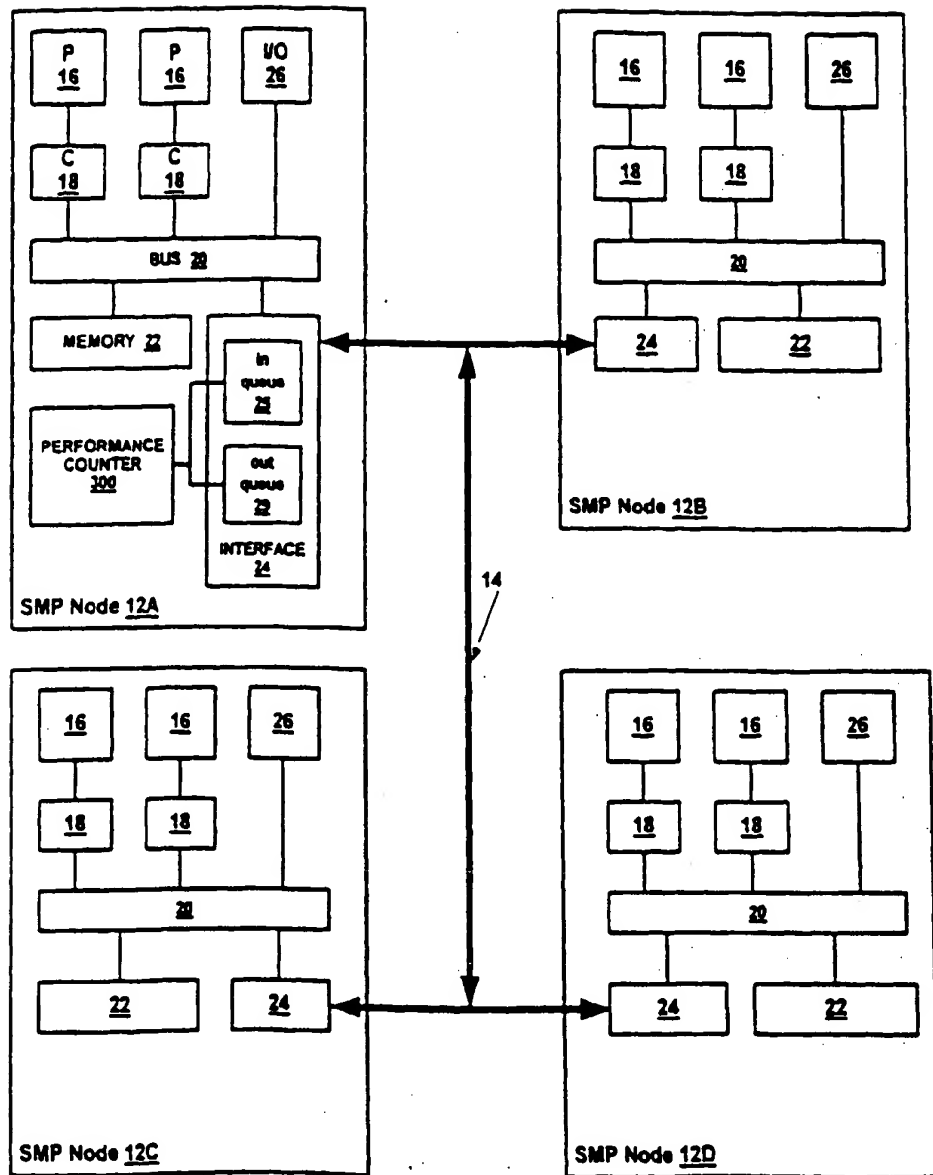 P
16
P
16
I/O
26
C
18
C
18
BUS 20
MEMORY 22
in
queue
25
PERFORMANCE
COUNTER
300
out
queue
29
INTERFACE
24
SMP Node 12A
16
16
26
18
18
20
24
22
SMP Node 12B
14
16
16
26
18
18
20
22
24
SMP Node 12C
16
16
26
18
18
20
24
22
SMP Node 12D